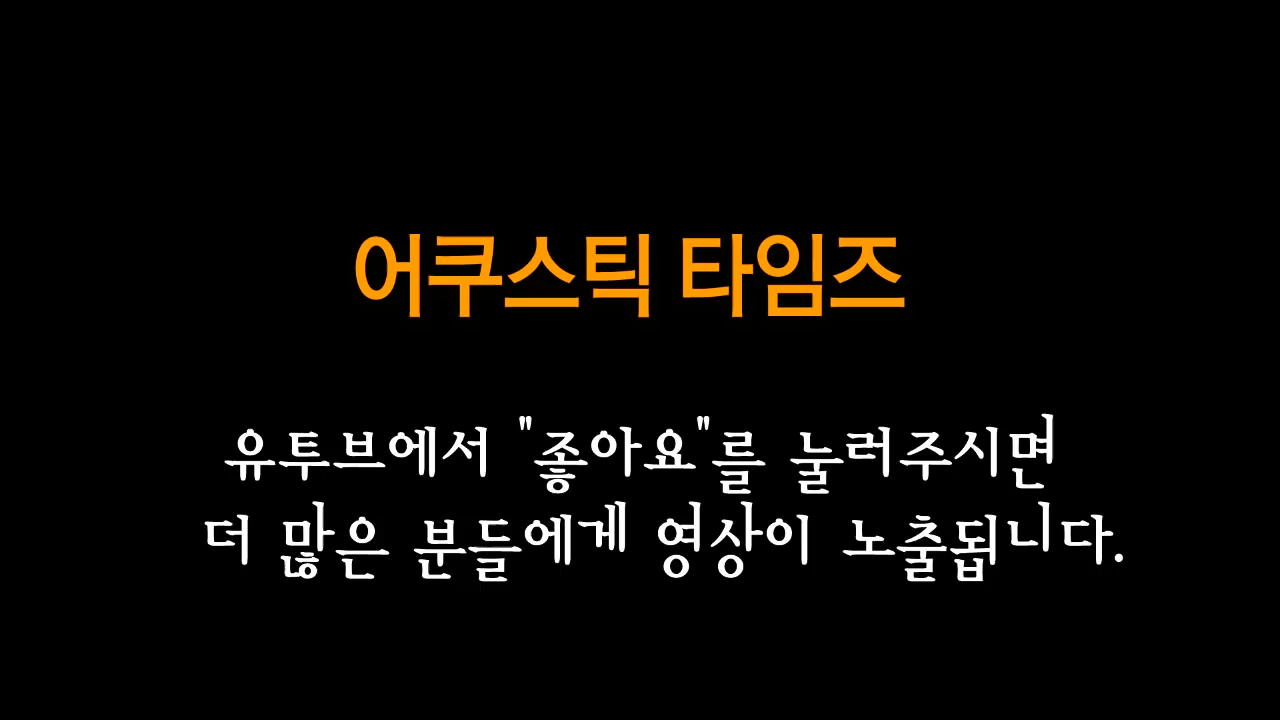 어쿠스틱 타임즈
유투브에서 "좋아요"를 눌러주시면
더 많은 분들에게 영상이 노출됩니다.